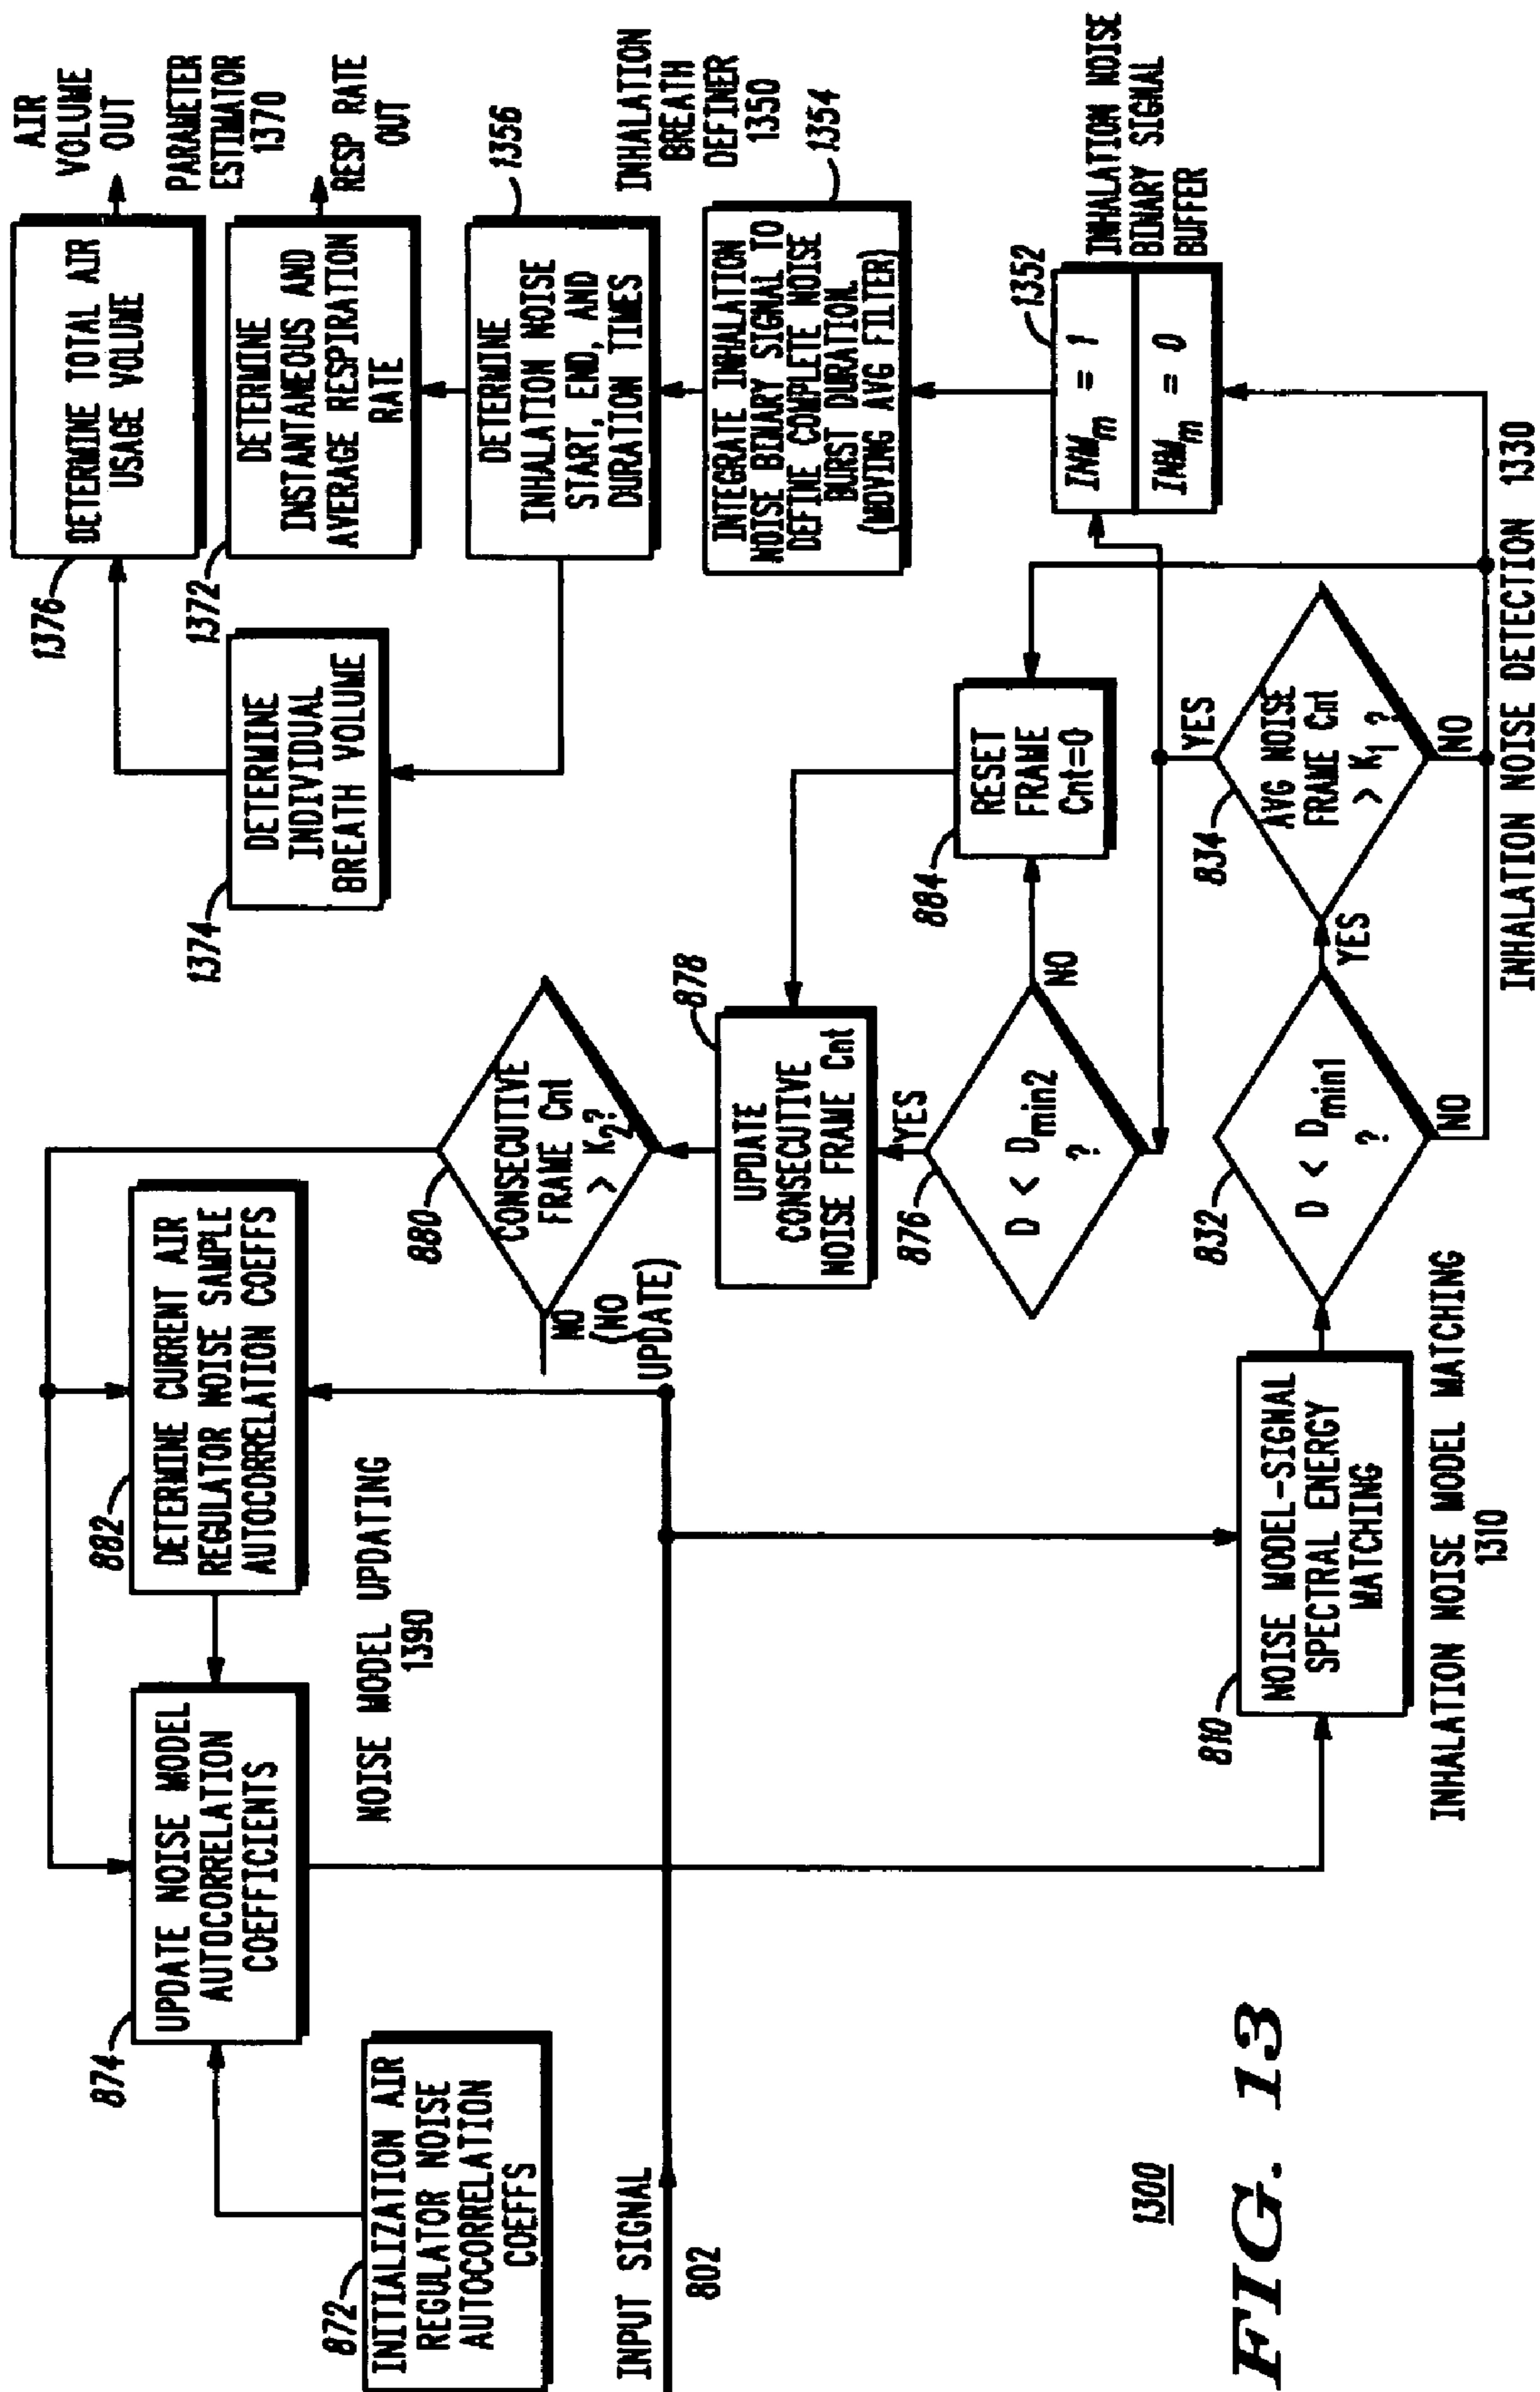 872
INITIALIZATION AIR
REGULATOR NOISE
AUTOCORRELATION
COEFFS
INPUT SIGNAL
802
874
UPDATE NOISE MODEL
AUTOCORRELATION
COEFFICIENTS
882
DETERMINE CURRENT AIR
REGULATOR NOISE SAMPLE
AUTOCORRELATION COEFFS
NOISE MODEL UPDATING
1390
810
NOISE MODEL-SIGNAL
SPECTRAL ENERGY
MATCHING
INHALATION NOISE MODEL MATCHING
1310
880
CONSECUTIVE
FRAME Cnt
> K2?
NO
(NO
UPDATE)
878
UPDATE
CONSECUTIVE
NOISE FRAME Cnt
YES
876
D < Dmin2
?
NO
884
RESET
FRAME
Cnt=0
832
D < Dmin1
?
YES
NO
834
AVG NOISE
FRAME Cnt
> K1 ?
YES
NO
INHALATION NOISE DETECTION 1330
1374
DETERMINE
INDIVIDUAL
BREATH VOLUME
1376
DETERMINE TOTAL AIR
USAGE VOLUME
AIR
VOLUME
OUT
PARAMETER
ESTIMATOR
1370
1372
DETERMINE
INSTANTANEOUS AND
AVERAGE RESPIRATION
RATE
RESP RATE
OUT
1356
DETERMINE
INHALATION NOISE
START, END, AND
DURATION TIMES
INHALATION
BREATH
DEFINER
1350
1354
INTEGRATE INHALATION
NOISE BINARY SIGNAL TO
DEFINE COMPLETE NOISE
BURST DURATION.
(MOVING AVG FILTER)
1352
INMm = 1
INMm = 0
INHALATION NOISE
BINARY SIGNAL
BUFFER
1300
FIG. 13